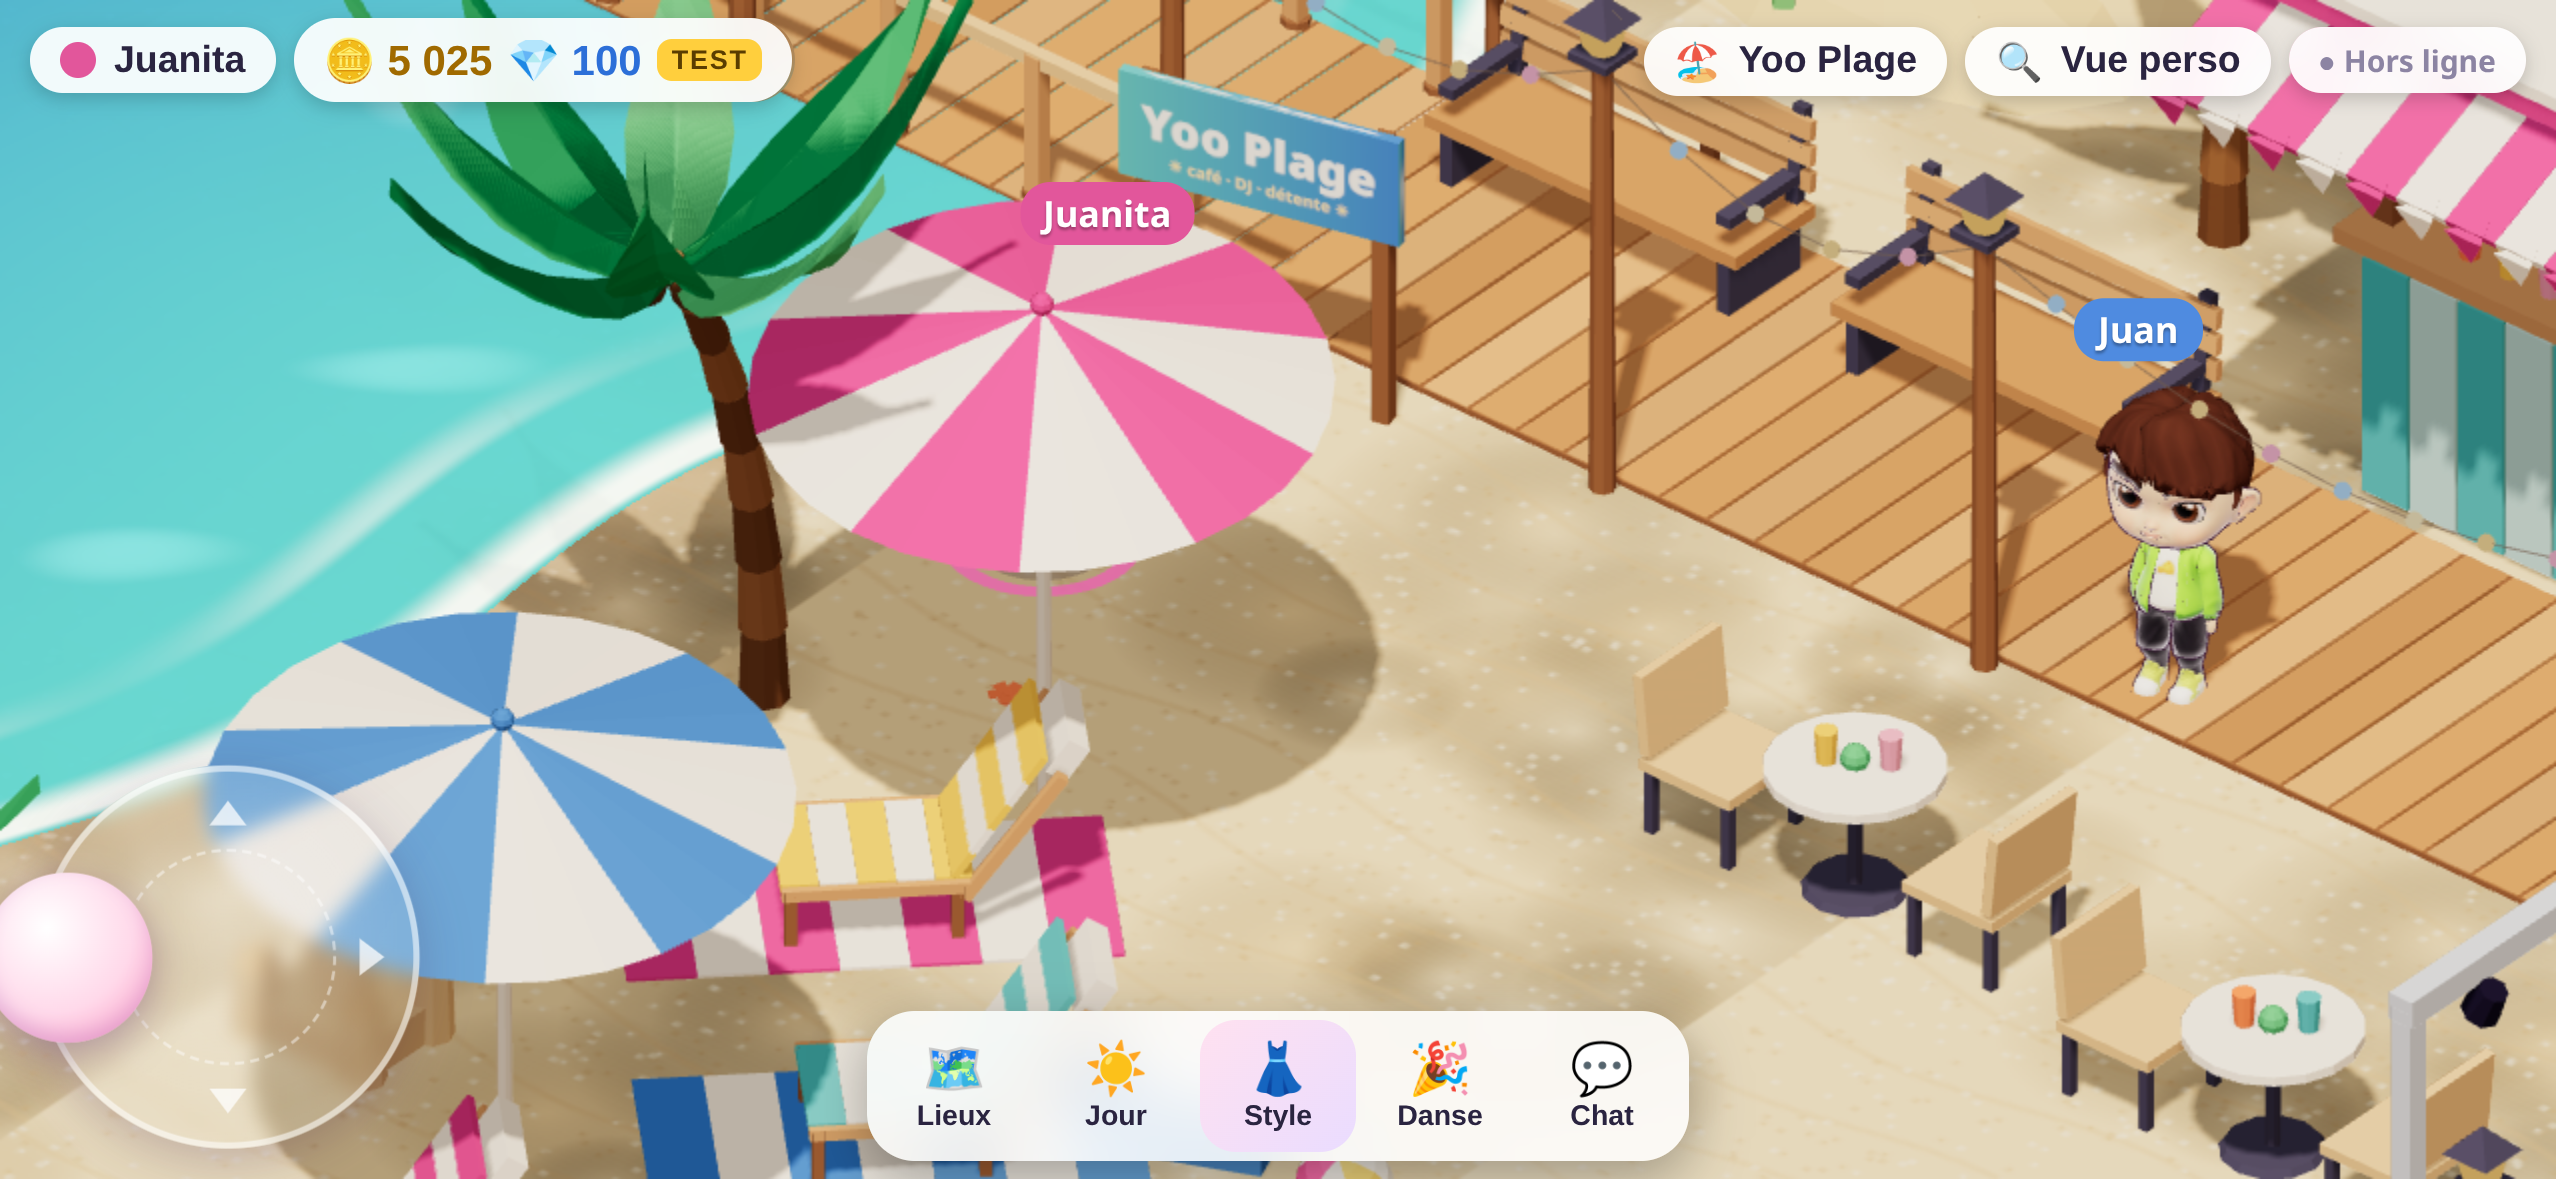 Juanita
5 025 100 TEST
Yoo Plage
Vue perso
Hors ligne
Yoo Plage
café · DJ · détente
Juanita
Juan
Lieux
Jour
Style
Danse
Chat